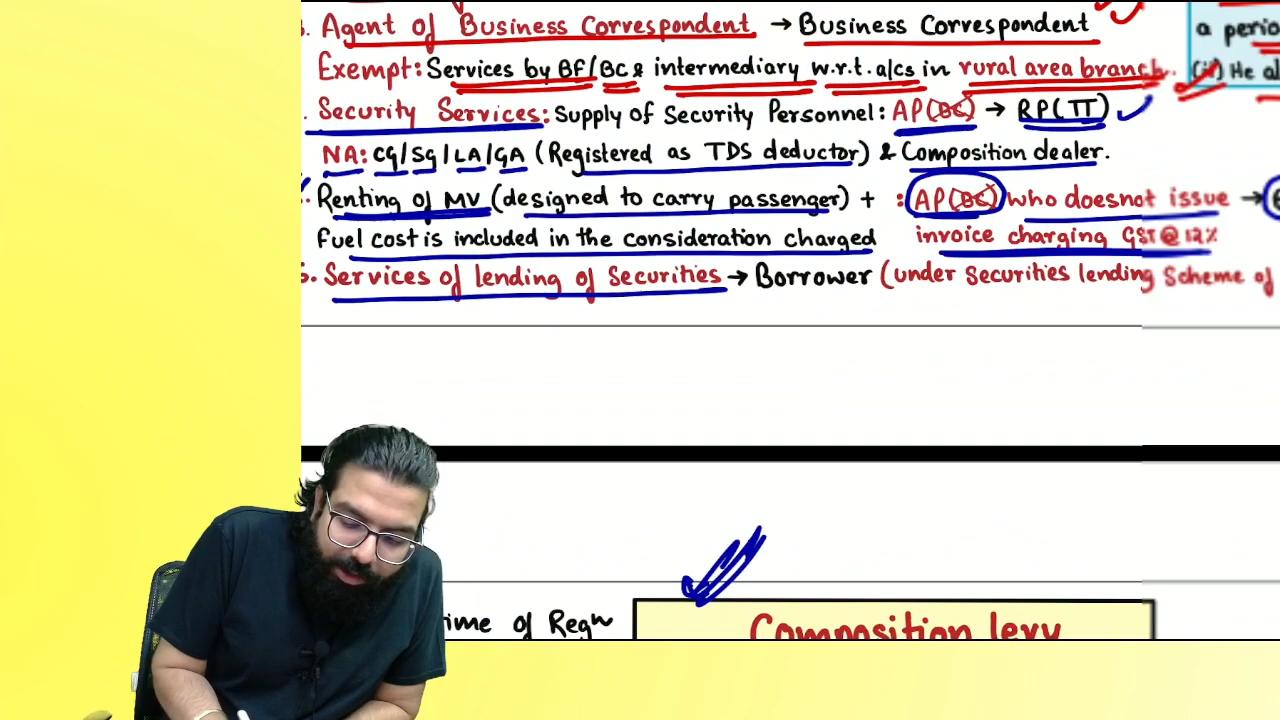 Agent of Business Correspondent → Business Correspondent
a perio
Exempt: Services by BF/BC & intermediary w.r.t. a/cs in rural area branch.
(ii) He al
Security Services: Supply of Security Personnel: AP(BC) → RP(TT)
NA: CG/SG/LA/GA (Registered as TDS deductor) & Composition dealer.
Renting of MV (designed to carry passenger) + : AP(BC) who doesnot issue →
Fuel cost is included in the consideration charged invoice charging GST @ 12%
5. Services of lending of Securities → Borrower (under Securities lending Scheme of
ime of Regn
Composition levy